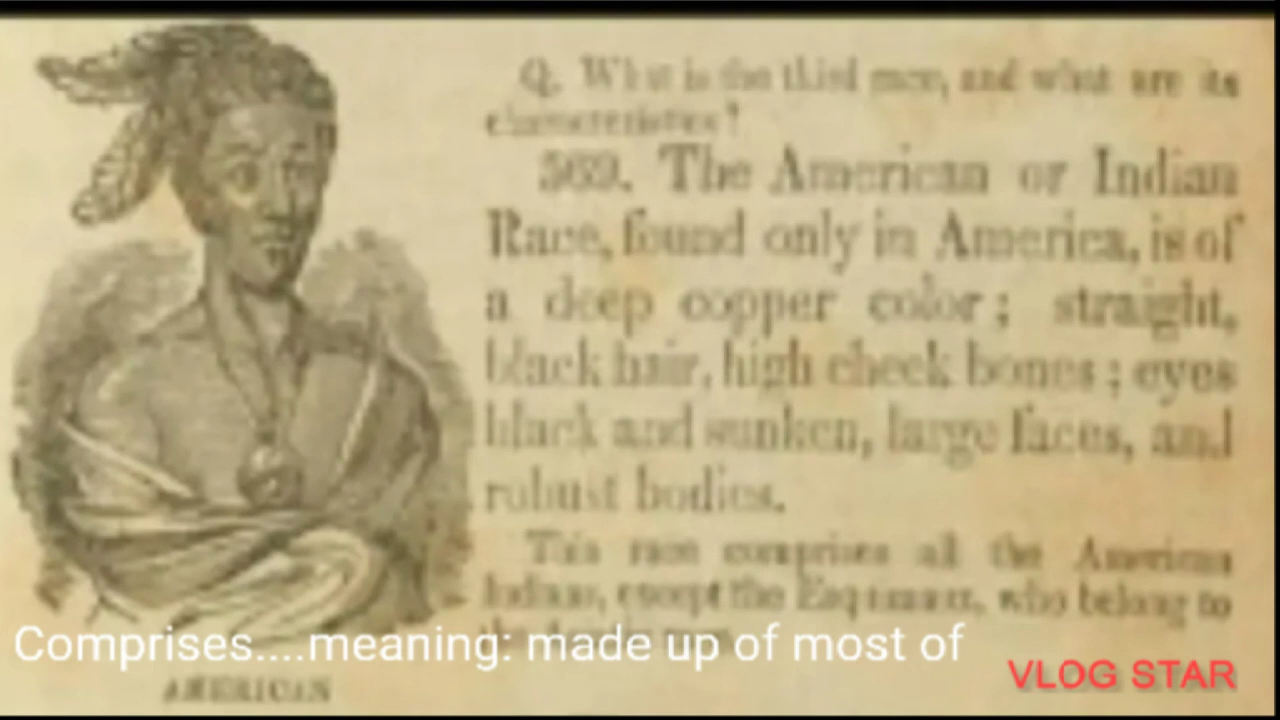 Q. What is the third race, and what are its
characteristics?
369. The American or Indian
Race, found only in America, is of
a deep copper color; straight,
black hair, high cheek bones; eyes
black and sunken, large faces, and
robust bodies.
This race comprises all the American
Indians, except the Esquimaux, who belong to
Comprises....meaning: made up of most of
VLOG STAR
AMERICAN